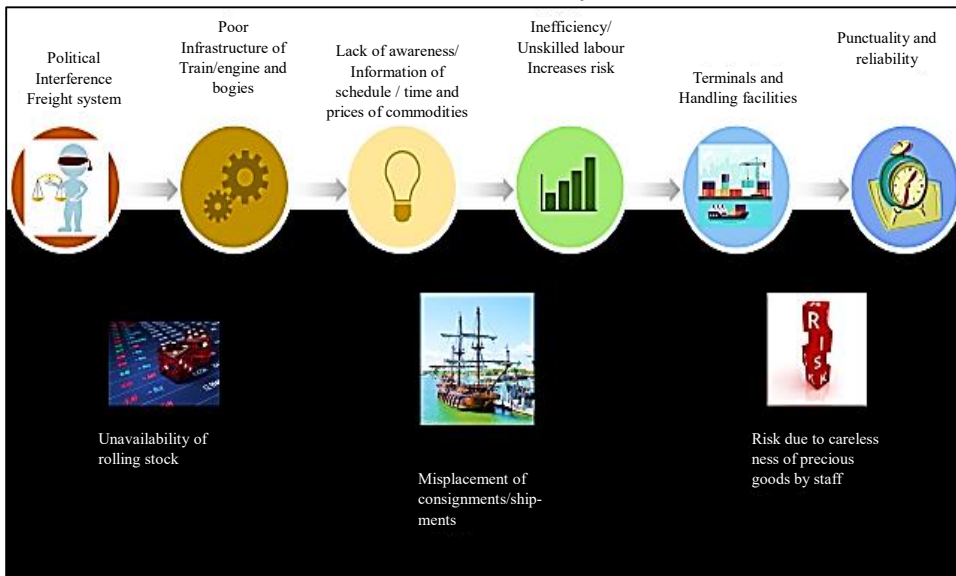 Political
Interference
Freight system
Poor
Infrastructure of
Train/engine and
bogies
Lack of awareness/
Information of
schedule / time and
prices of commodities
Inefficiency/
Unskilled labour
Increases risk
Terminals and
Handling facilities
Punctuality and
reliability
Unavailability of
rolling stock
Misplacement of
consignments/ship-
ments
R
I
S
K
Risk due to careless
ness of precious
goods by staff